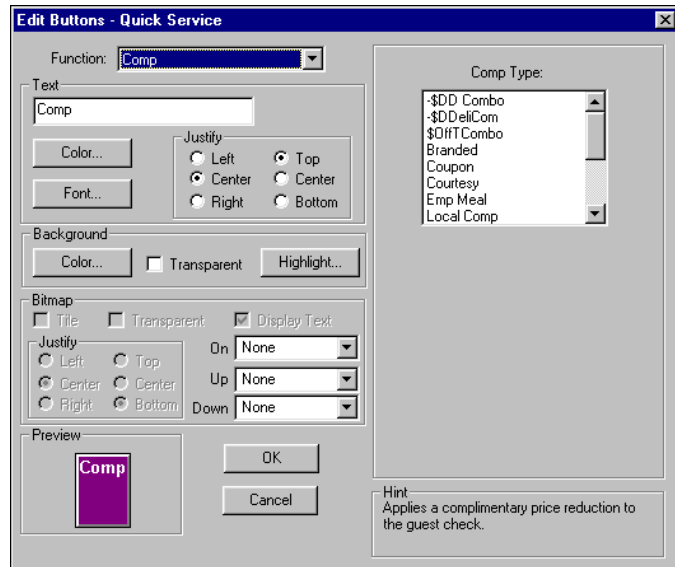 Edit Buttons - Quick Service
Function: Comp
Text
Comp
Color...
Font...
Justify
Left
Top
Center
Center
Right
Bottom
Background
Color...
Transparent
Highlight...
Bitmap
Tile
Transparent
Display Text
Justify
Left
Top
Center
Center
Right
Bottom
On None
Up None
Down None
Preview
Comp
OK
Cancel
Comp Type:
-$DD Combo
-$DDeliCom
$OffTCombo
Branded
Coupon
Courtesy
Emp Meal
Local Comp
Hint
Applies a complimentary price reduction to
the guest check.